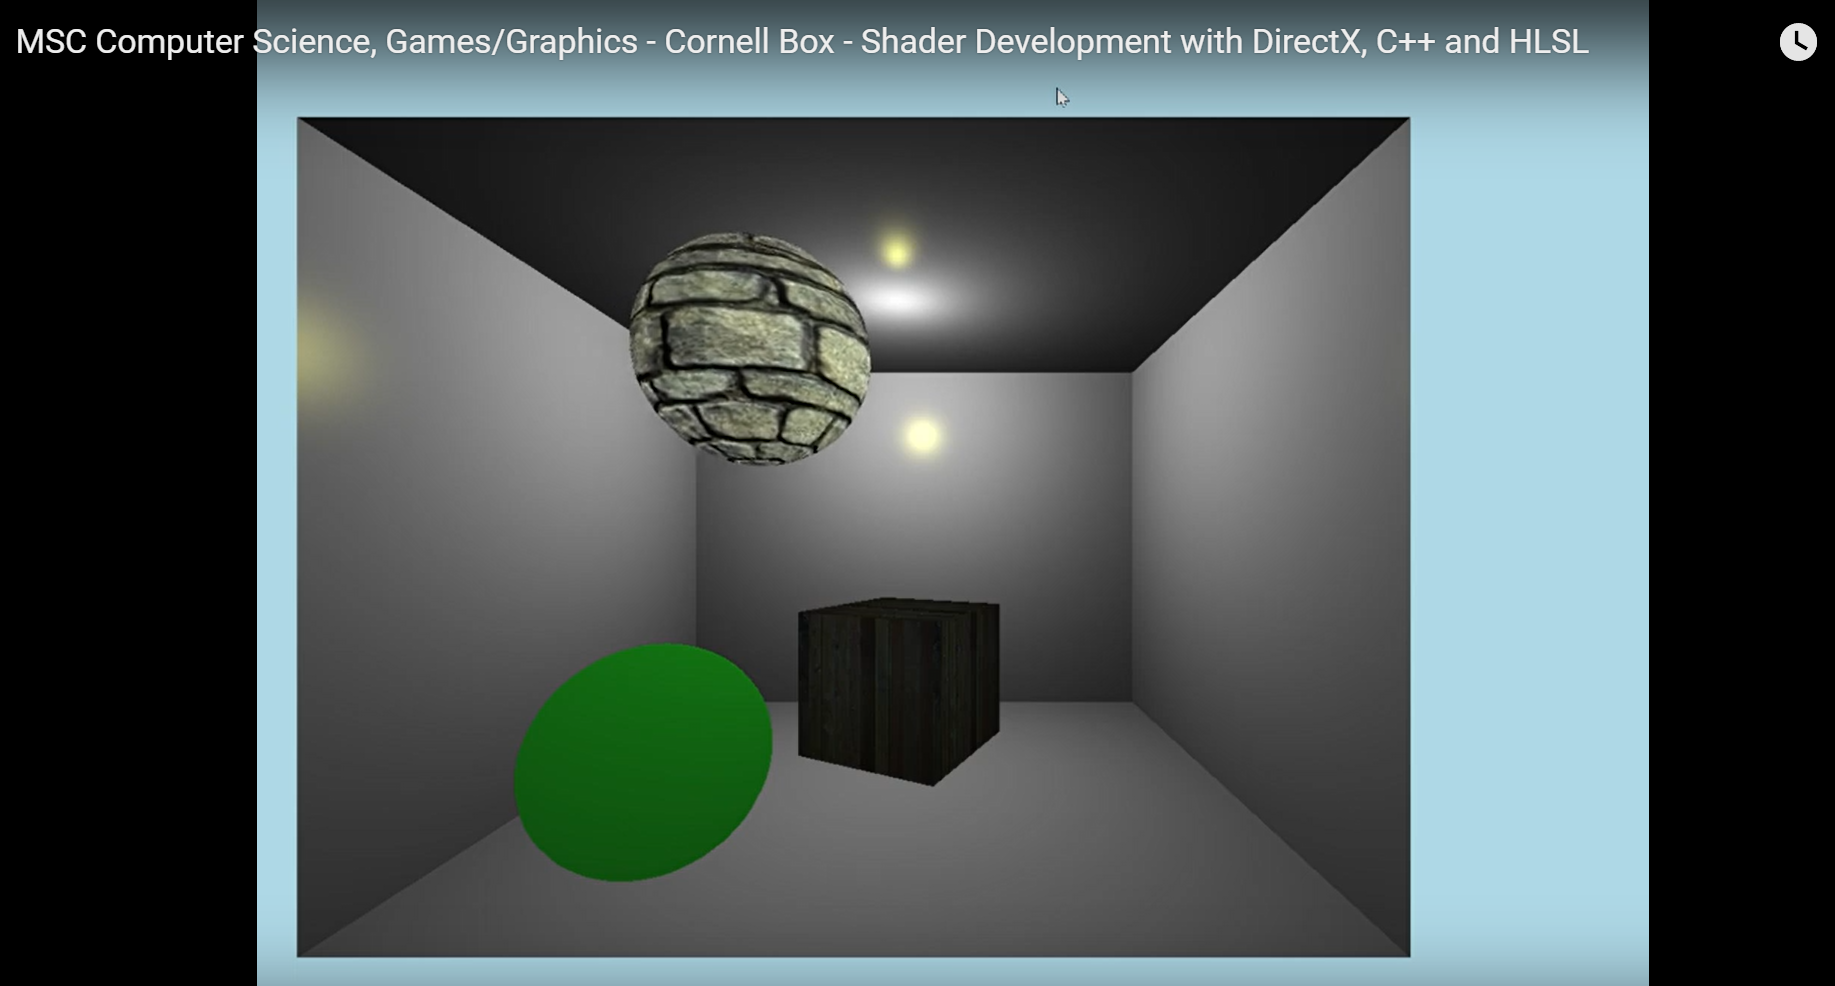 MSC Computer Science, Games/Graphics - Cornell Box - Shader Development with DirectX, C++ and HLSL